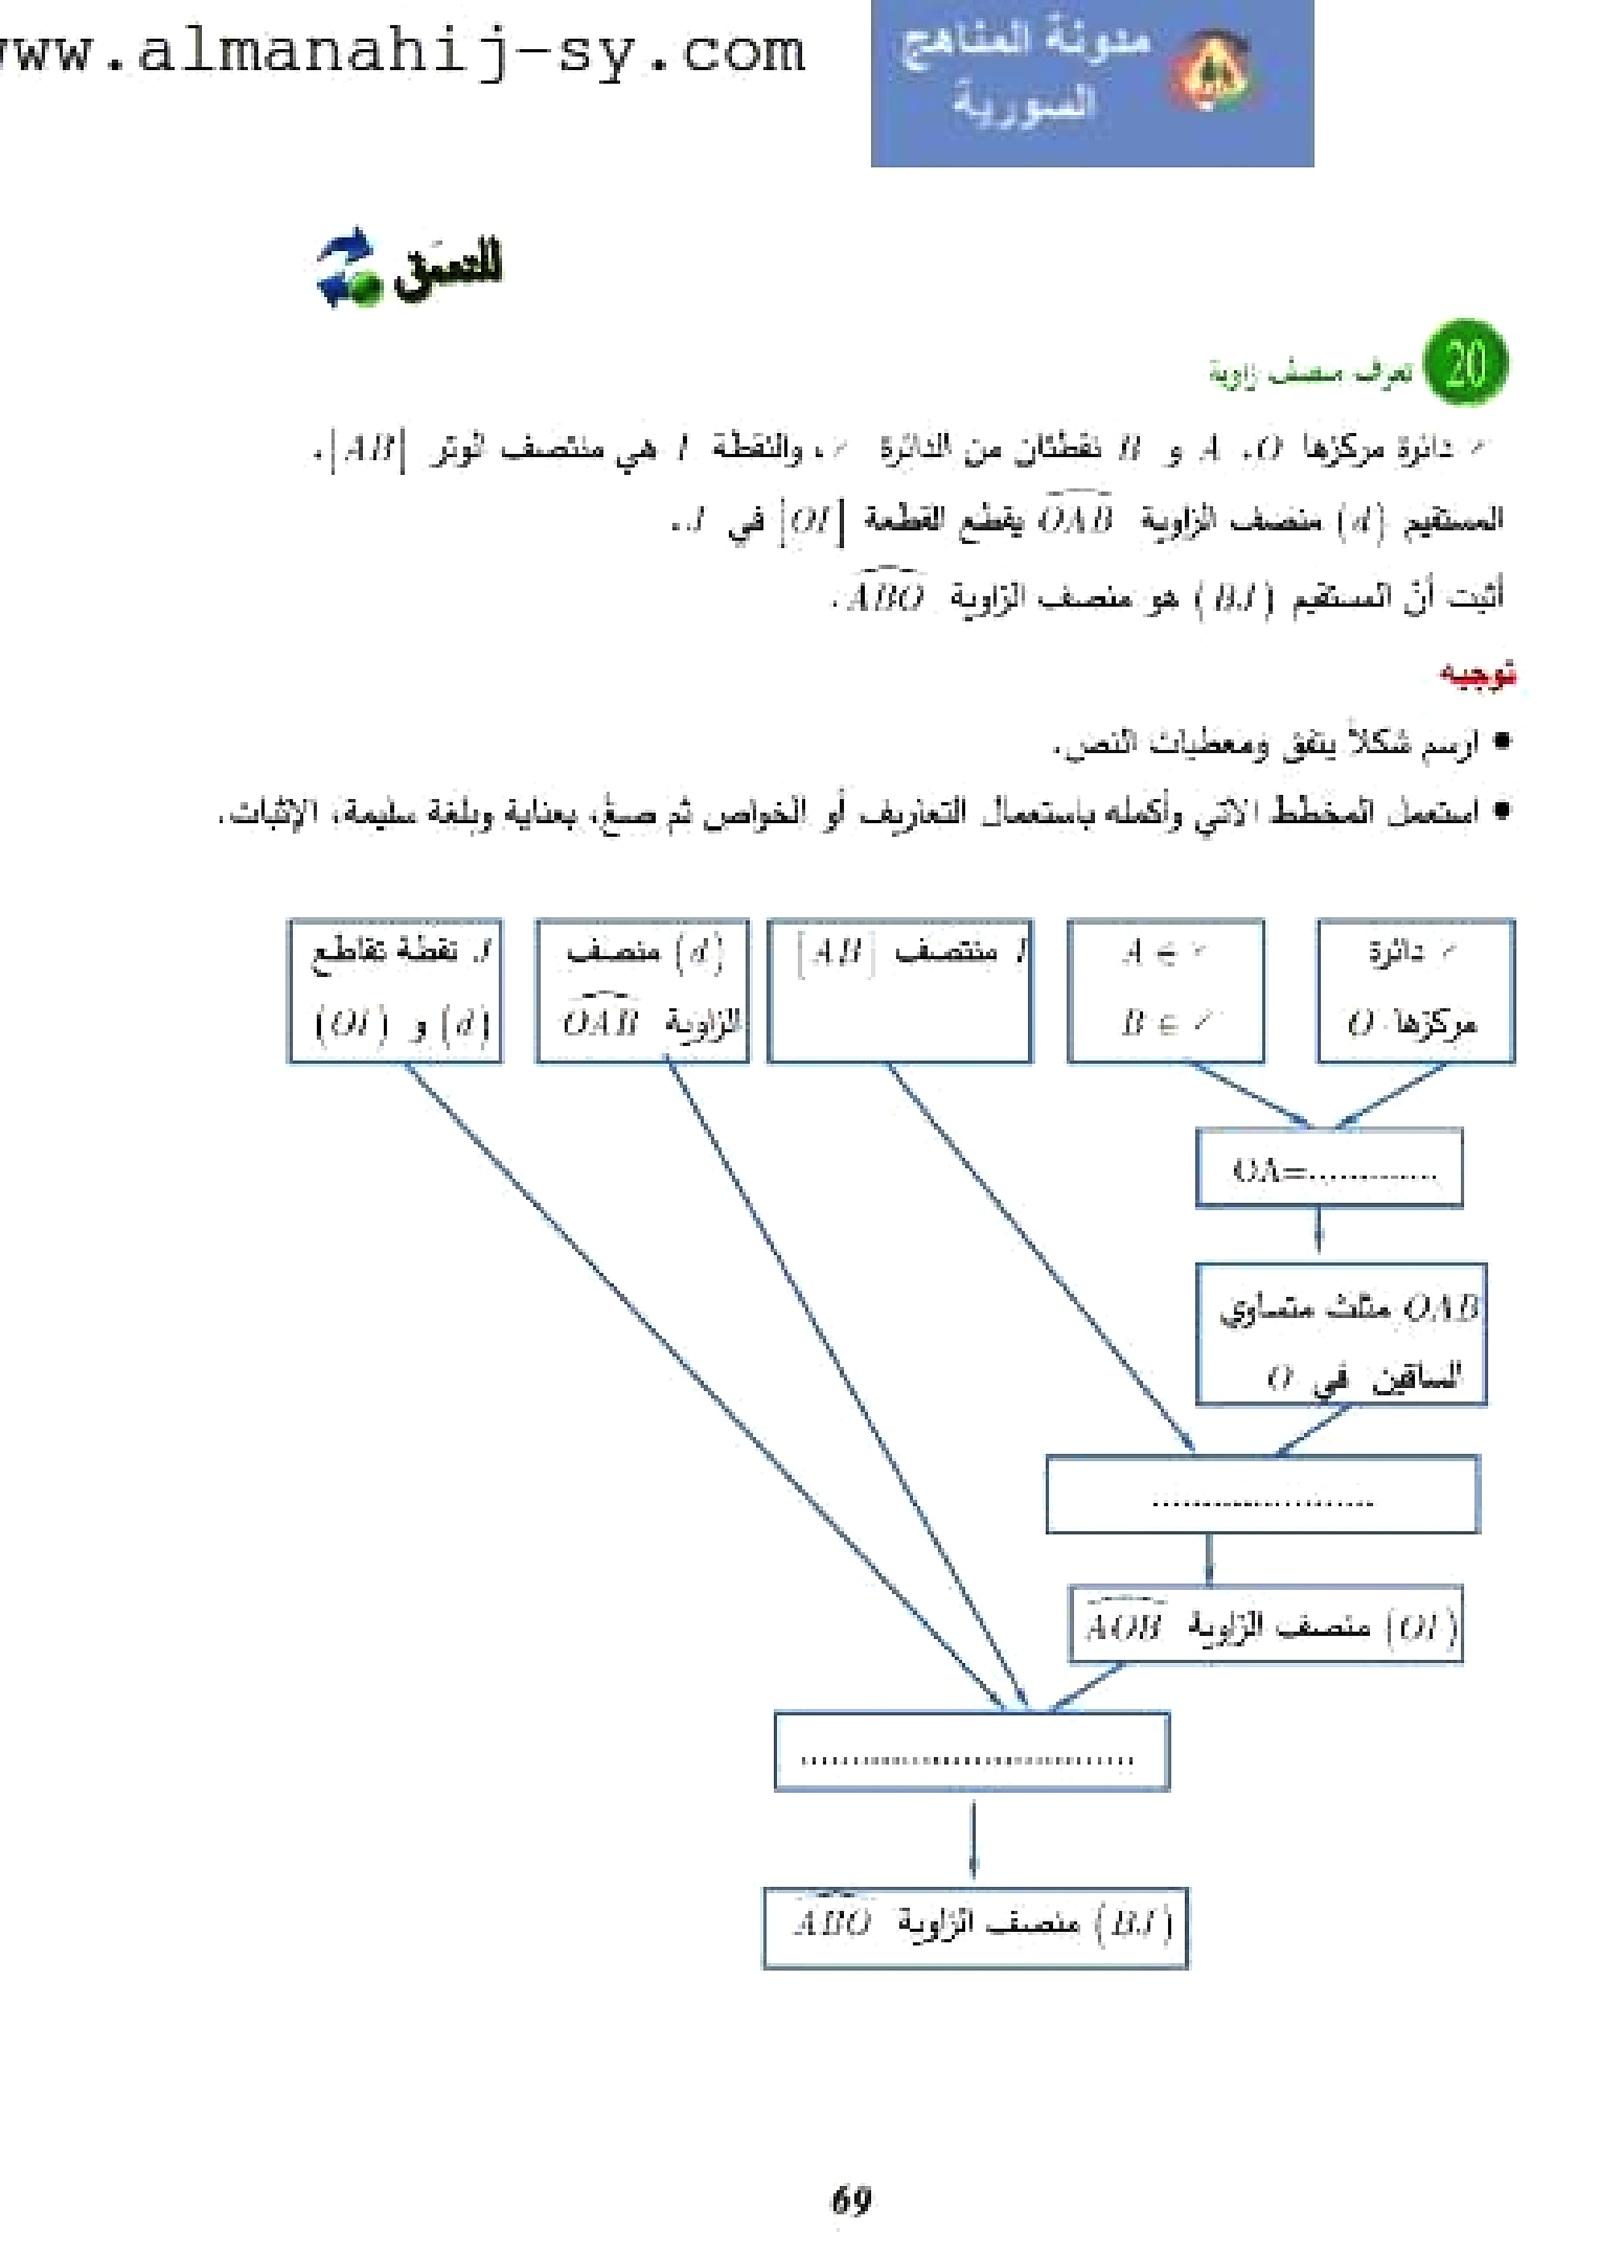 www.almanahij-sy.com
مدونة المناهج
السورية
للتعمق
20
تعرف منصف زاوية
C دائرة مركزها O، A و B نقطتان من الدائرة C، والنقطة I هي منتصف الوتر [AB].
المستقيم (d) منصف الزاوية OAB يقطع القطعة [OI] في J.
أثبت أنّ المستقيم (BJ) هو منصف الزاوية ABO.
توجيه
• ارسم شكلاً يتفق ومعطيات النص.
• استعمل المخطط الآتي وأكمله باستعمال التعاريف أو الخواص ثم صغ، بعناية وبلغة سليمة، الإثبات.
C دائرة
مركزها O
A ∈ C
B ∈ C
I منتصف [AB]
(d) منصف
الزاوية OAB
J نقطة تقاطع
(d) و (OI)
OA=.............
OAB مثلث متساوي
الساقين في O
......................
(OI) منصف الزاوية AOB
.................................
(BJ) منصف الزاوية ABO
69